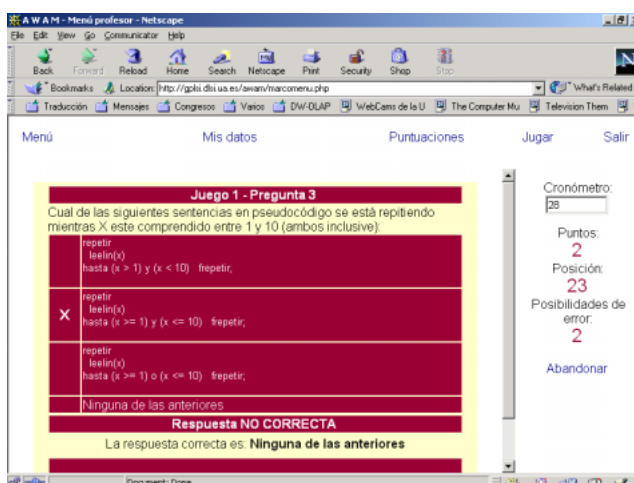 A W A M - Menú profesor - Netscape
File Edit View Go Communicator Help
Back Forward Reload Home Search Netscape Print Security Shop Stop
Bookmarks Location: http://gplsi.dlsi.ua.es/awam/marcomenu.php What's Related
Traducción Mensajes Congresos Varios DW-OLAP WebCams de la U The Computer Mu Television Them
Menú Mis datos Puntuaciones Jugar Salir
Juego 1 - Pregunta 3
Cual de las siguientes sentencias en pseudocódigo se está repitiendo
mientras X este comprendido entre 1 y 10 (ambos inclusive):
repetir
leelin(x)
hasta (x > 1) y (x < 10) frepetir;
X
repetir
leelin(x)
hasta (x >= 1) y (x <= 10) frepetir;
repetir
leelin(x)
hasta (x >= 1) o (x <= 10) frepetir;
Ninguna de las anteriores
Respuesta NO CORRECTA
La respuesta correcta es: Ninguna de las anteriores
Cronómetro:
28
Puntos:
2
Posición:
23
Posibilidades de
error:
2
Abandonar
Document: Done